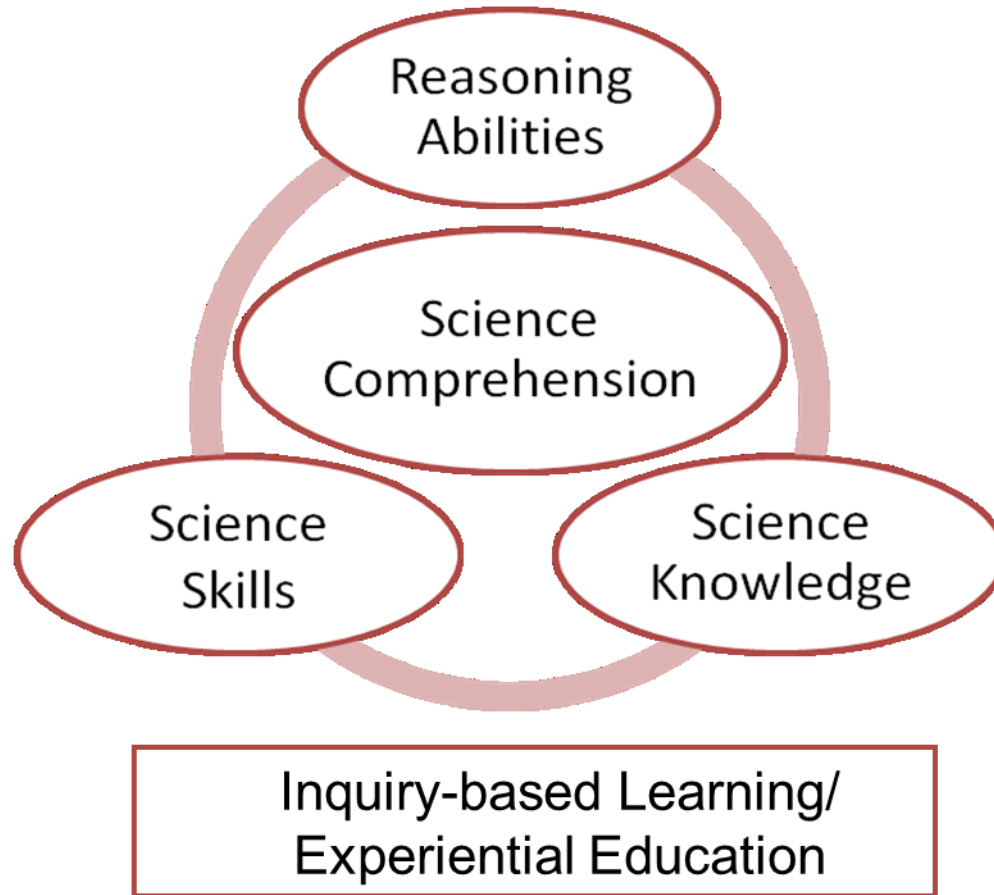 Reasoning
Abilities
Science
Comprehension
Science
Skills
Science
Knowledge
Inquiry-based Learning/
Experiential Education